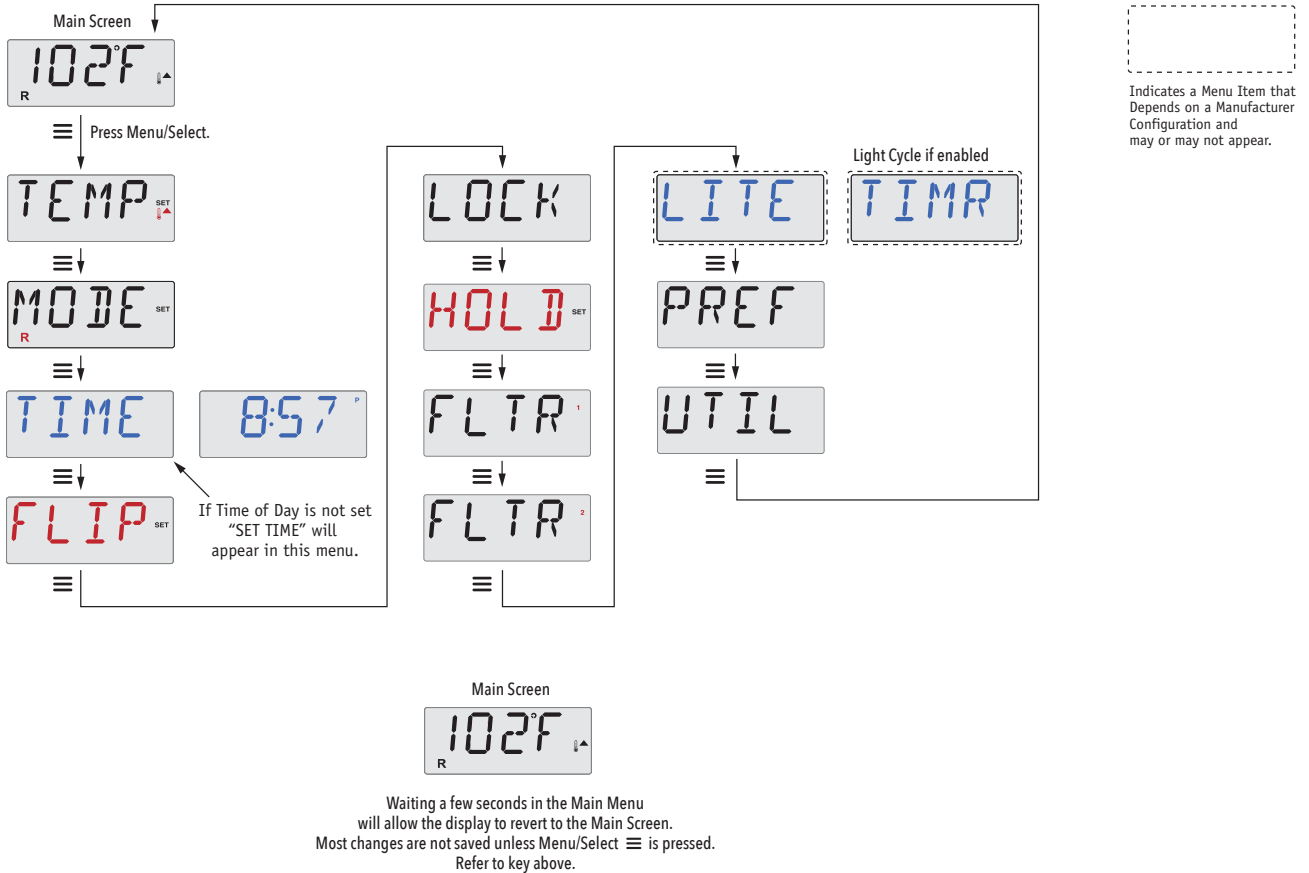 Main Screen
102°F
R
Press Menu/Select.
TEMP SET
MODE SET
R
TIME
8:57 P
If Time of Day is not set
“SET TIME” will
appear in this menu.
FLIP SET
LOCK
HOLD SET
FLTR 1
FLTR 2
Light Cycle if enabled
LITE
TIMR
PREF
UTIL
Indicates a Menu Item that
Depends on a Manufacturer
Configuration and
may or may not appear.
Main Screen
102°F
R
Waiting a few seconds in the Main Menu
will allow the display to revert to the Main Screen.
Most changes are not saved unless Menu/Select ☰ is pressed.
Refer to key above.